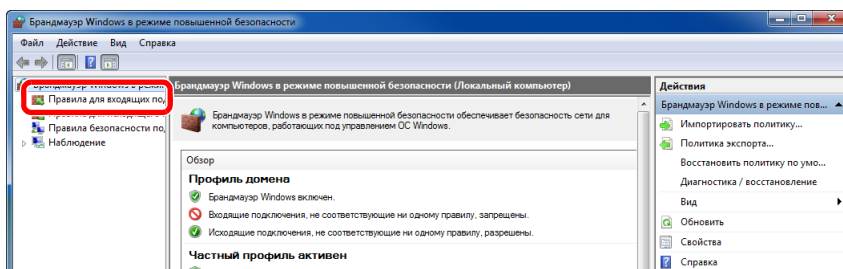 Брандмауэр Windows в режиме повышенной безопасности
Файл Действие Вид Справка
Брандмауэр Windows в режим
Правила для входящих под
Правила безопасности по,
Наблюдение
Брандмауэр Windows в режиме повышенной безопасности (Локальный компьютер)
Брандмауэр Windows в режиме повышенной безопасности обеспечивает безопасность сети для
компьютеров, работающих под управлением ОС Windows.
Обзор
Профиль домена
Брандмауэр Windows включен.
Входящие подключения, не соответствующие ни одному правилу, запрещены.
Исходящие подключения, не соответствующие ни одному правилу, разрешены.
Частный профиль активен
Действия
Брандмауэр Windows в режиме пов...
Импортировать политику...
Политика экспорта...
Восстановить политику по умо...
Диагностика / восстановление
Вид
Обновить
Свойства
Справка